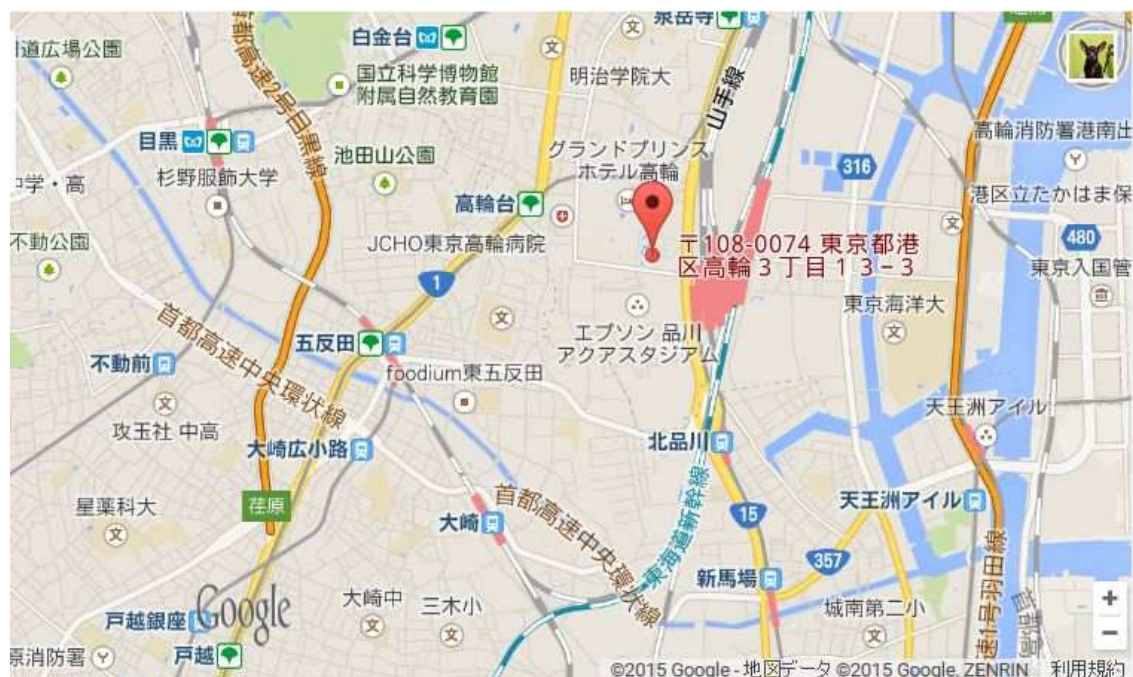 泉岳寺
白金台
道広場公園
国立科学博物館
附属自然教育園
明治学院大
首都高速2号目黒線
山手線
目黒
池田山公園
グランドプリンス
ホテル高輪
高輪消防署港南出
316
中学・高
杉野服飾大学
高輪台
港区立たかはま保
不動公園
JCHO東京高輪病院
〒108-0074 東京都港
区高輪3丁目13-3
480
東京入国管
1
東京海洋大
首都高速中央環状線
五反田
エプソン 品川
アクアスタジアム
不動前
foodium東五反田
天王洲アイル
攻玉社 中高
大崎広小路
北品川
星薬科大
荏原
大崎
首都高速中央環状線
東海道新幹線
15
天王洲アイル
357
新馬場
速1号羽田線
首都高
戸越銀座
Google
大崎中
三木小
城南第二小
+
原消防署
戸越
−
©2015 Google - 地図データ ©2015 Google, ZENRIN
利用規約